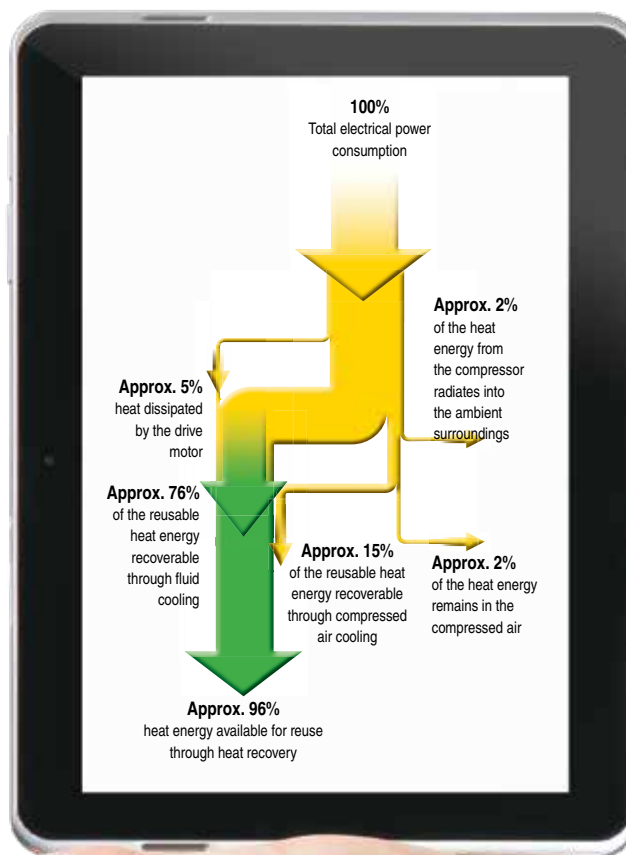 100%
Total electrical power
consumption
Approx. 2%
of the heat
energy from
the compressor
radiates into
the ambient
surroundings
Approx. 5%
heat dissipated
by the drive
motor
Approx. 76%
of the reusable
heat energy
recoverable
through fluid
cooling
Approx. 15%
of the reusable heat
energy recoverable
through compressed
air cooling
Approx. 2%
of the heat energy
remains in the
compressed air
Approx. 96%
heat energy available for reuse
through heat recovery